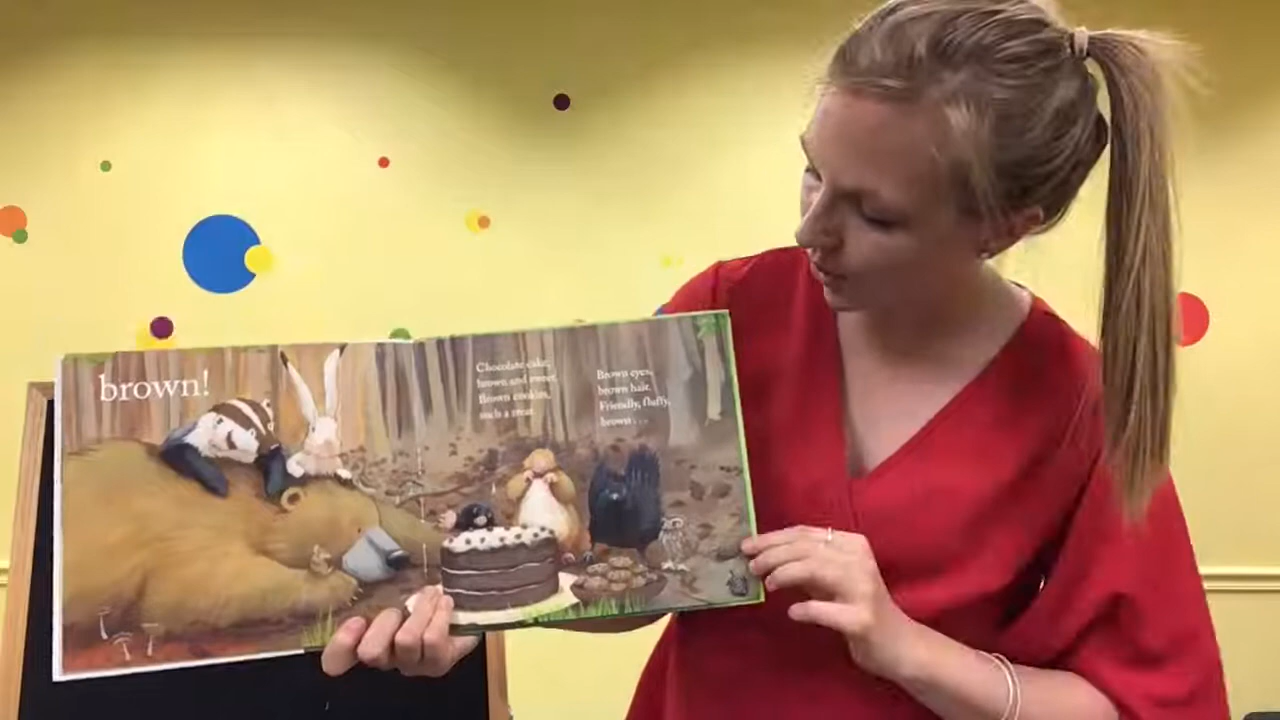 brown!
Chocolate cake,
brown and sweet.
Brown cookies,
such a treat.
Brown eyes,
brown hair.
Friendly, fluffy,
brown...